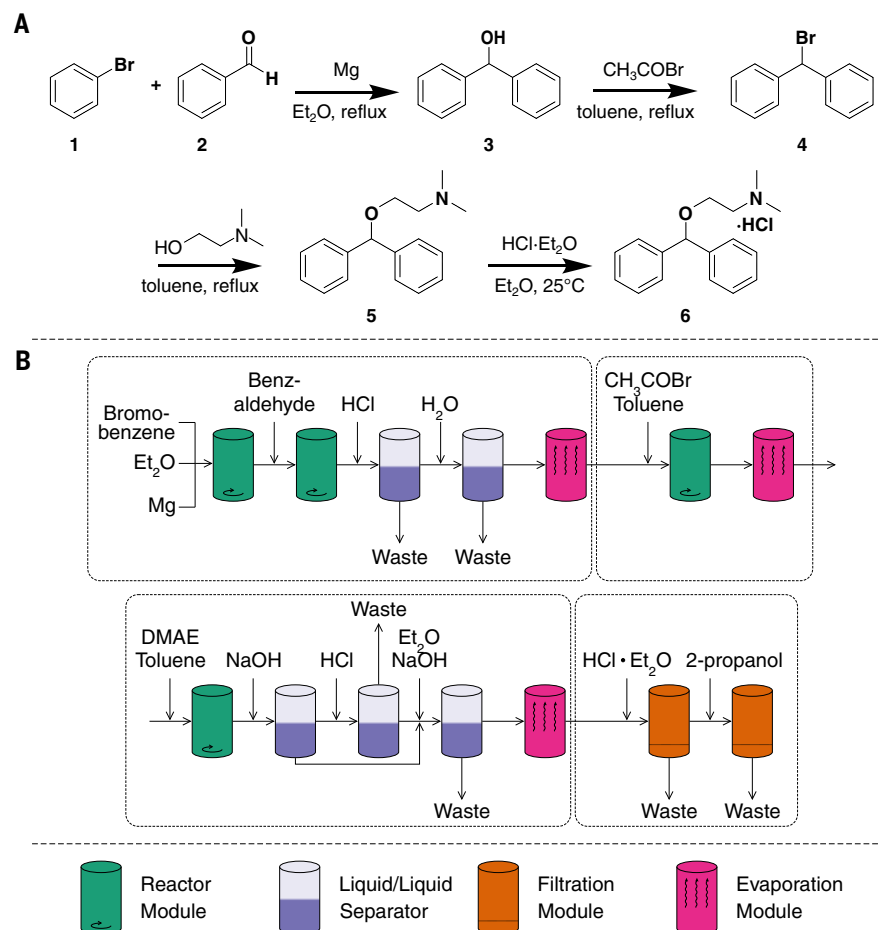 A
Br
+
O
H
Mg
Et2O, reflux
OH
CH3COBr
toluene, reflux
Br
1
2
3
4
HO
N
toluene, reflux
O
N
HCl·Et2O
Et2O, 25°C
O
N
·HCl
5
6
B
Bromo-
benzene
Et2O
Mg
Benz-
aldehyde
HCl
H2O
Waste
Waste
CH3COBr
Toluene
DMAE
Toluene
NaOH
HCl
Waste
Et2O
NaOH
Waste
HCl · Et2O
2-propanol
Waste
Waste
Reactor
Module
Liquid/Liquid
Separator
Filtration
Module
Evaporation
Module